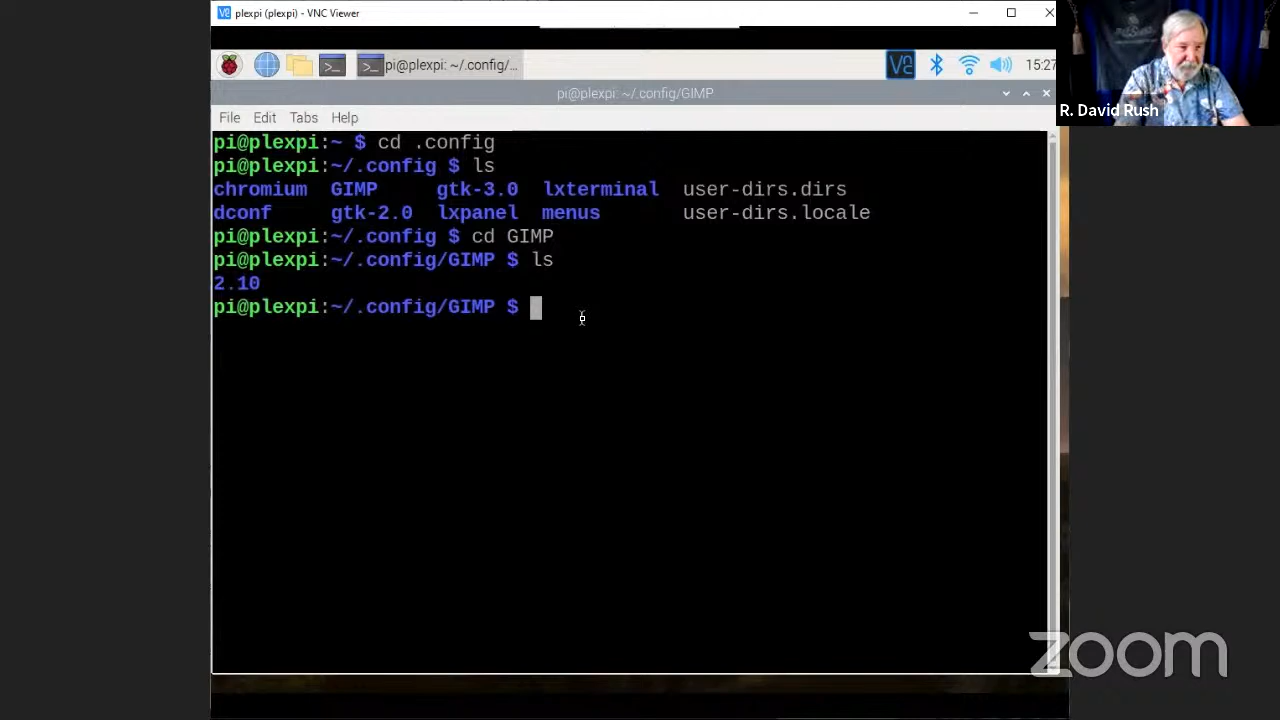 plexpi (plexpi) - VNC Viewer
pi@plexpi: ~/.config/...
15:27
pi@plexpi: ~/.config/GIMP
File Edit Tabs Help
pi@plexpi:~ $ cd .config
pi@plexpi:~/.config $ ls
chromium GIMP gtk-3.0 lxterminal user-dirs.dirs
dconf gtk-2.0 lxpanel menus user-dirs.locale
pi@plexpi:~/.config $ cd GIMP
pi@plexpi:~/.config/GIMP $ ls
2.10
pi@plexpi:~/.config/GIMP $
R. David Rush
zoom